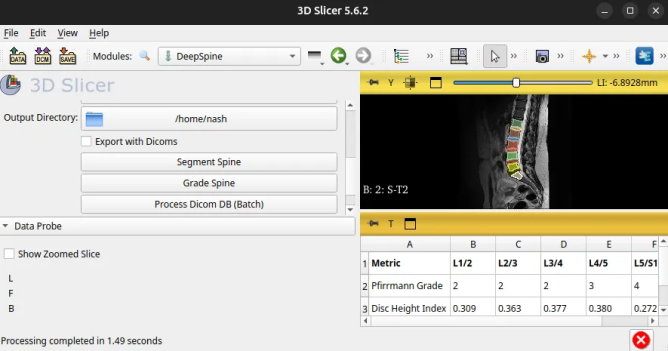 3D Slicer 5.6.2
File Edit View Help
DATA DCM SAVE Modules: DeepSpine
3D Slicer
Output Directory: /home/nash
Export with Dicoms
Segment Spine
Grade Spine
Process Dicom DB (Batch)
Data Probe
Show Zoomed Slice
L
F
B
Processing completed in 1.49 seconds
Y LI: -6.8928mm
B: 2: S-T2
T
A B C D E F
1 Metric L1/2 L2/3 L3/4 L4/5 L5/S1
2 Pfirrmann Grade 2 2 2 3 4
3 Disc Height Index 0.309 0.363 0.377 0.380 0.272